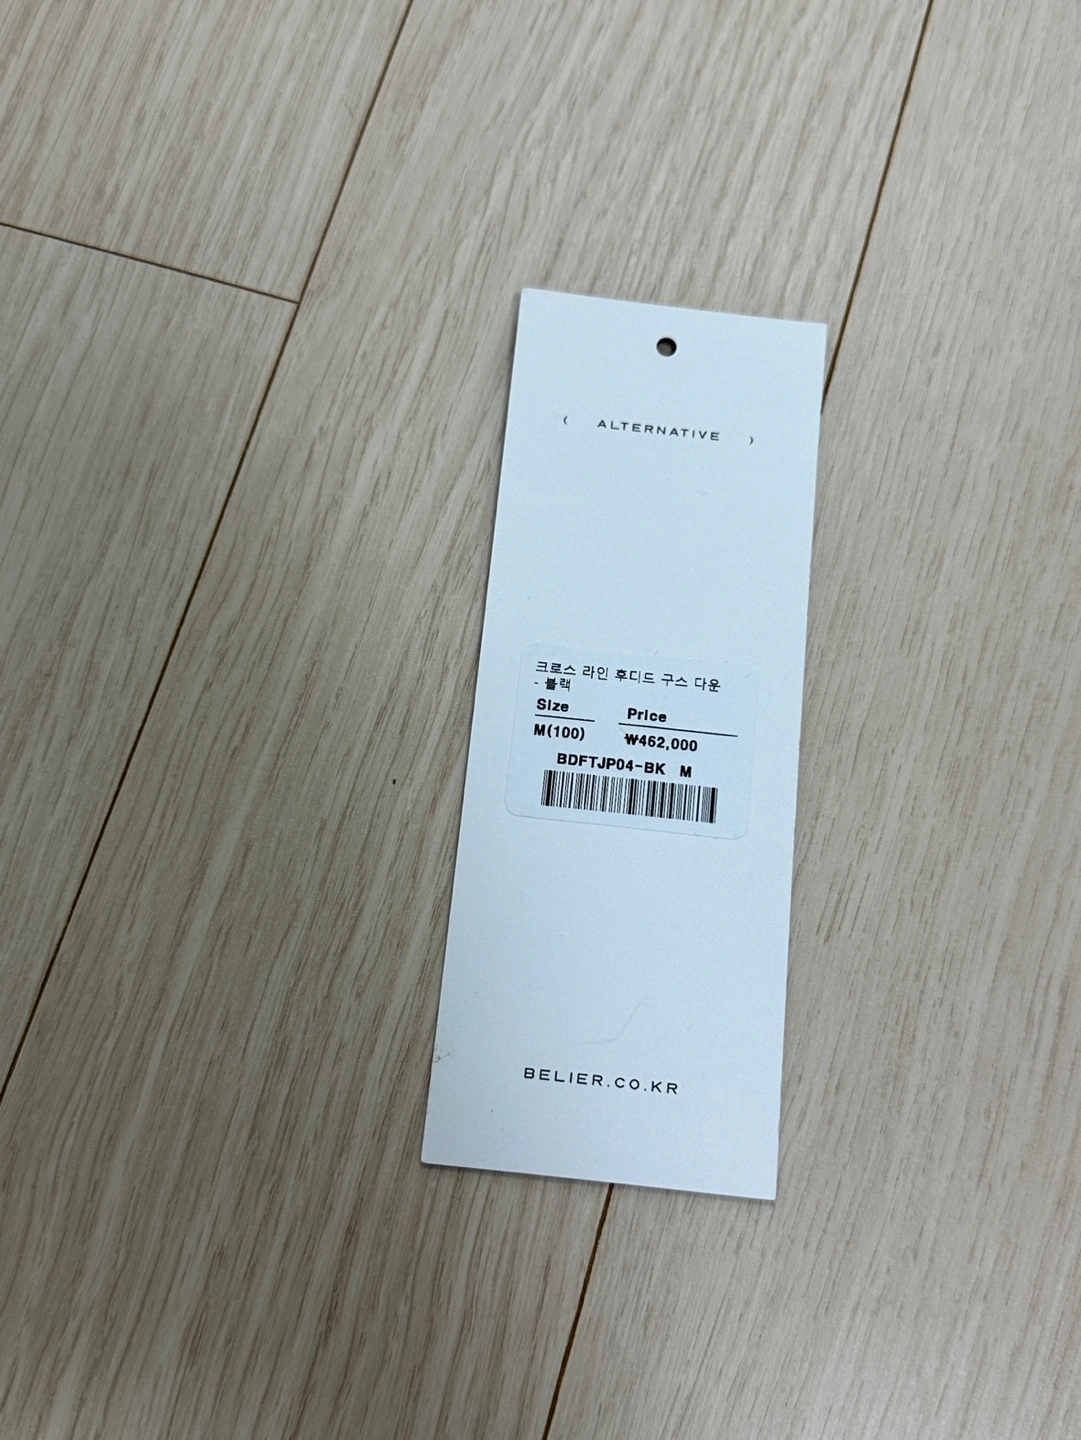 ( ALTERNATIVE )
크로스 라인 후디드 구스 다운
- 블랙
Size Price
M(100) ₩462,000
BDFTJP04-BK M
BELIER.CO.KR